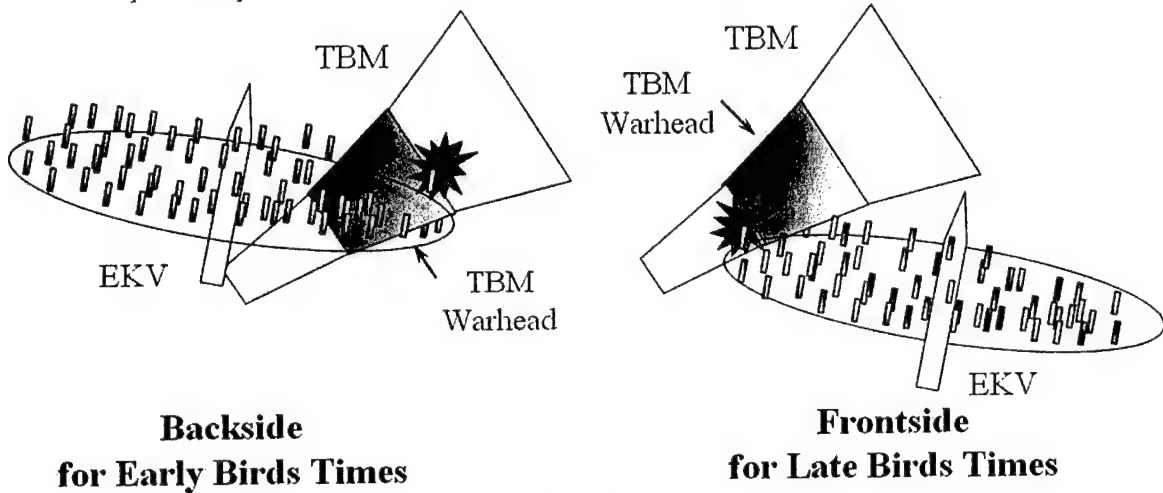 TBM
EKV
TBM
Warhead
Backside
for Early Birds Times
TBM
TBM
Warhead
EKV
Frontside
for Late Birds Times